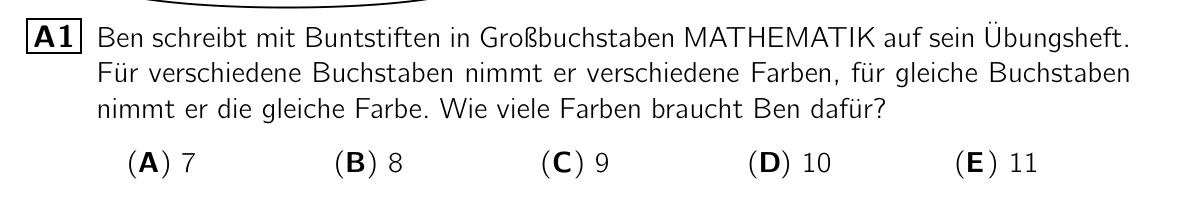 A1 Ben schreibt mit Buntstiften in Großbuchstaben MATHEMATIK auf sein Übungsheft.
Für verschiedene Buchstaben nimmt er verschiedene Farben, für gleiche Buchstaben
nimmt er die gleiche Farbe. Wie viele Farben braucht Ben dafür?
(A) 7 (B) 8 (C) 9 (D) 10 (E) 11